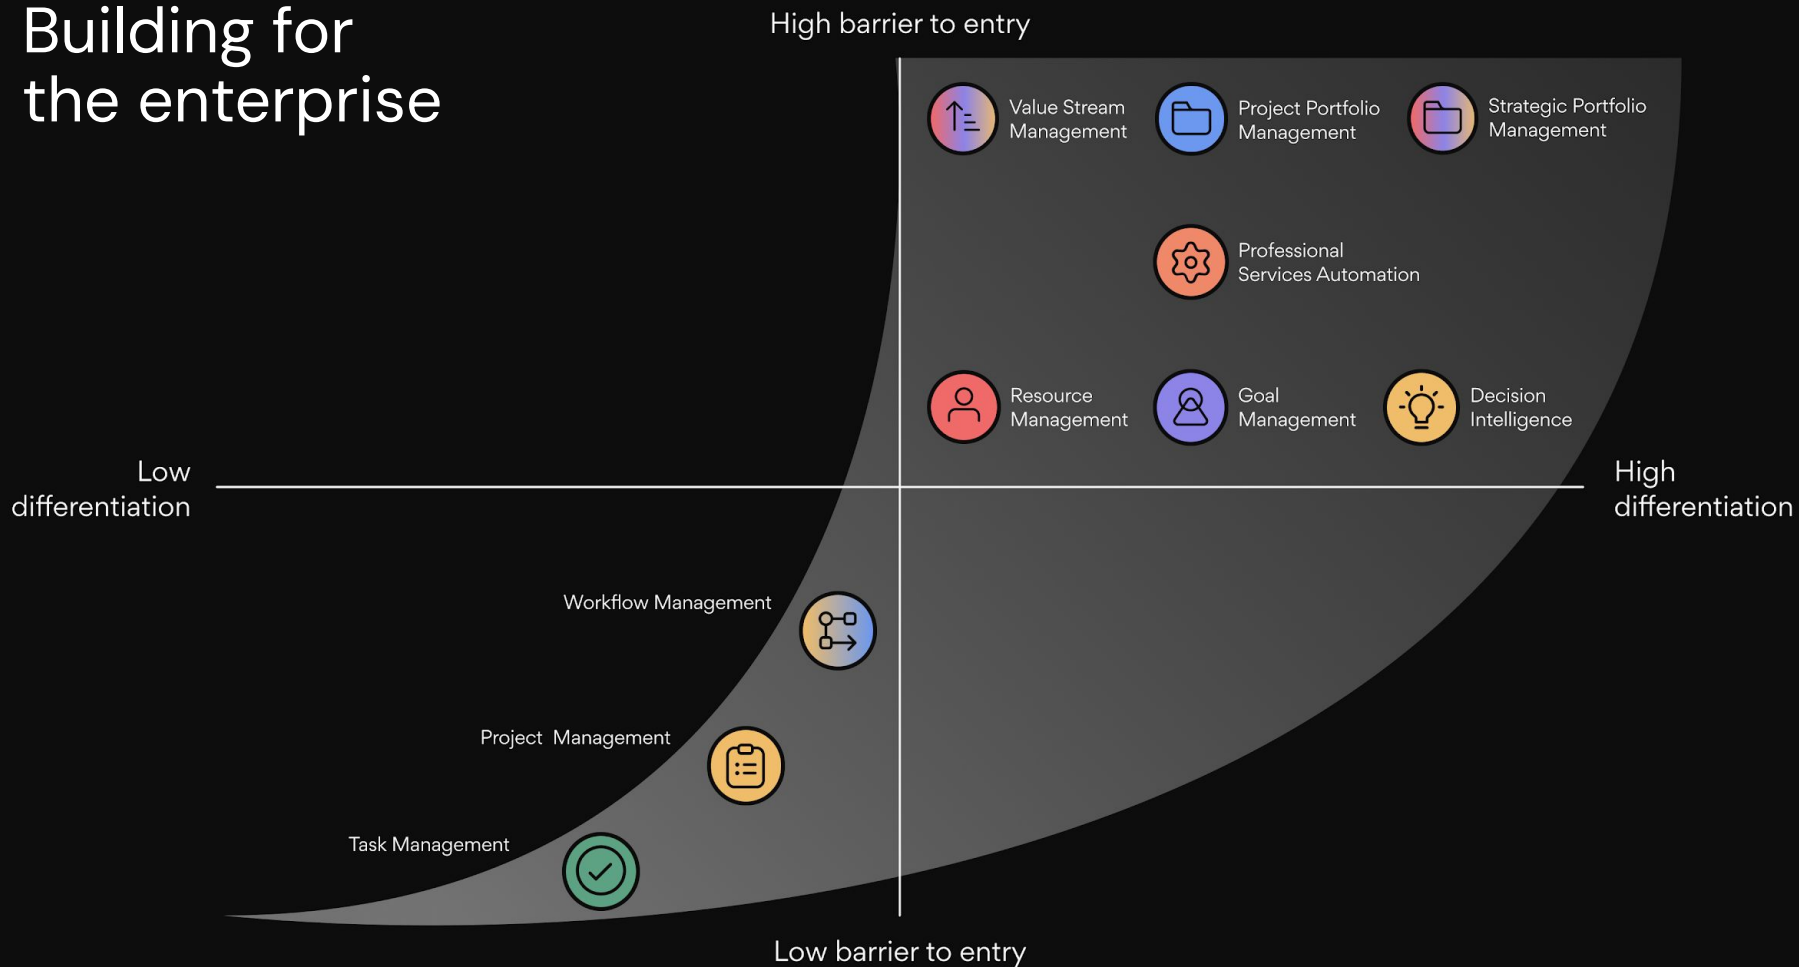 Building for
the enterprise
High barrier to entry
Value Stream
Management
Project Portfolio
Management
Strategic Portfolio
Management
Professional
Services Automation
Resource
Management
Goal
Management
Decision
Intelligence
Low
differentiation
High
differentiation
Workflow Management
Project Management
Task Management
Low barrier to entry